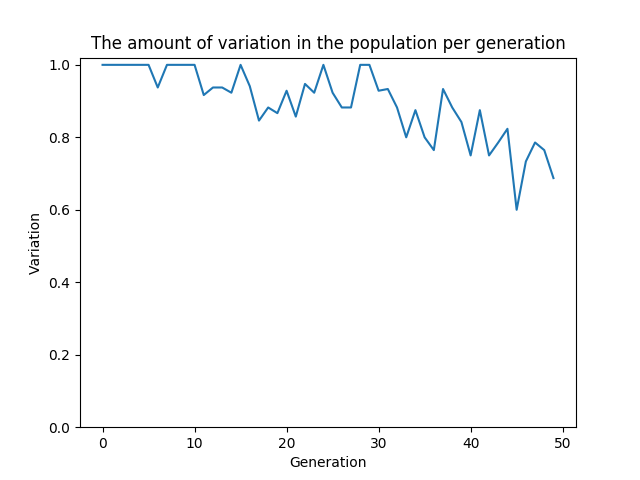 The amount of variation in the population per generation
1.0
0.8
0.6
0.4
0.2
0.0
Variation
0 10 20 30 40 50
Generation